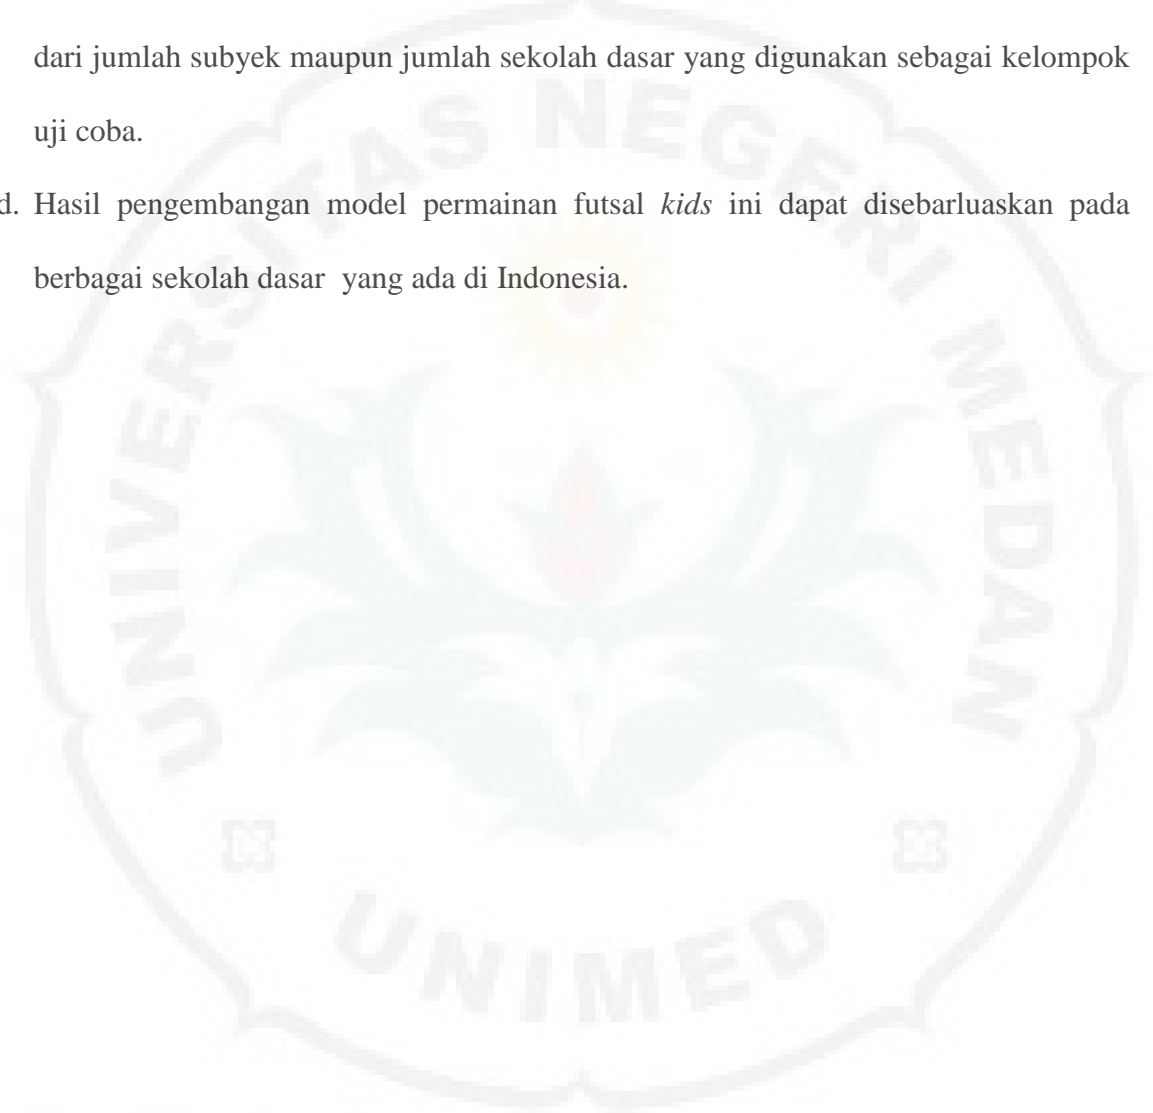 dari jumlah subyek maupun jumlah sekolah dasar yang digunakan sebagai kelompok
uji coba.
d. Hasil pengembangan model permainan futsal kids ini dapat disebarluaskan pada
berbagai sekolah dasar yang ada di Indonesia.
UNIVERSITAS NEGERI MEDAN
UNIMED